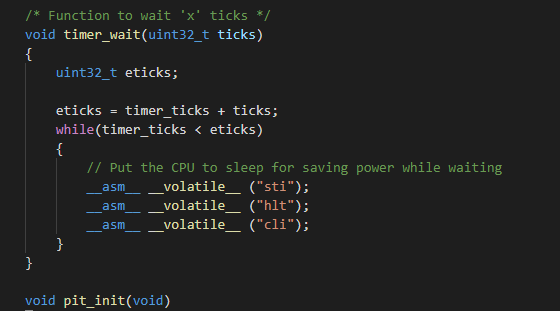 /* Function to wait 'x' ticks */
void timer_wait(uint32_t ticks)
{
    uint32_t eticks;

    eticks = timer_ticks + ticks;
    while(timer_ticks < eticks)
    {
        // Put the CPU to sleep for saving power while waiting
        __asm__ __volatile__ ("sti");
        __asm__ __volatile__ ("hlt");
        __asm__ __volatile__ ("cli");
    }
}

void pit_init(void)